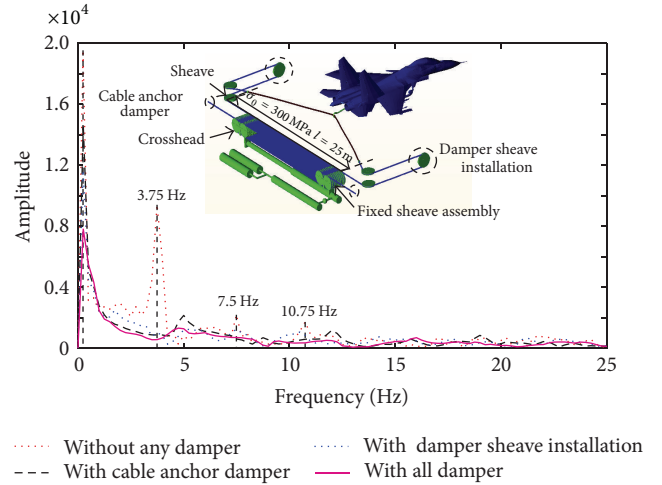 ×10⁴
2.0
1.6
1.2
0.8
0.4
0
Amplitude
0
5
10
15
20
25
Frequency (Hz)
3.75 Hz
7.5 Hz
10.75 Hz
Sheave
Cable anchor
damper
Crosshead
σ₀ = 300 MPa l = 25 m
Damper sheave
installation
Fixed sheave assembly
Without any damper
With cable anchor damper
With damper sheave installation
With all damper